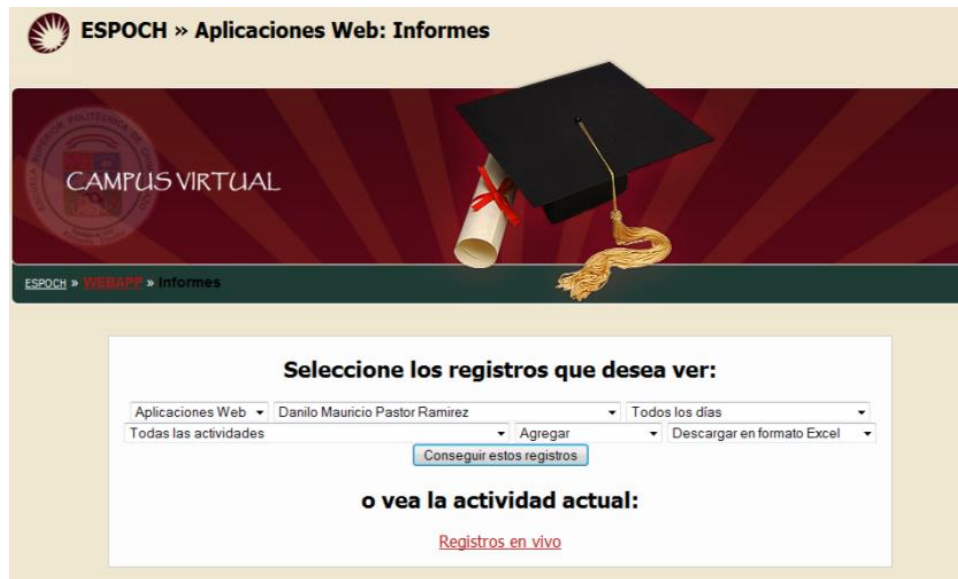 ESPOCH » Aplicaciones Web: Informes
CAMPUS VIRTUAL
ESPOCH » WEBAPP » Informes
Seleccione los registros que desea ver:
Aplicaciones Web Danilo Mauricio Pastor Ramirez Todos los días
Todas las actividades Agregar Descargar en formato Excel
Conseguir estos registros
o vea la actividad actual:
Registros en vivo